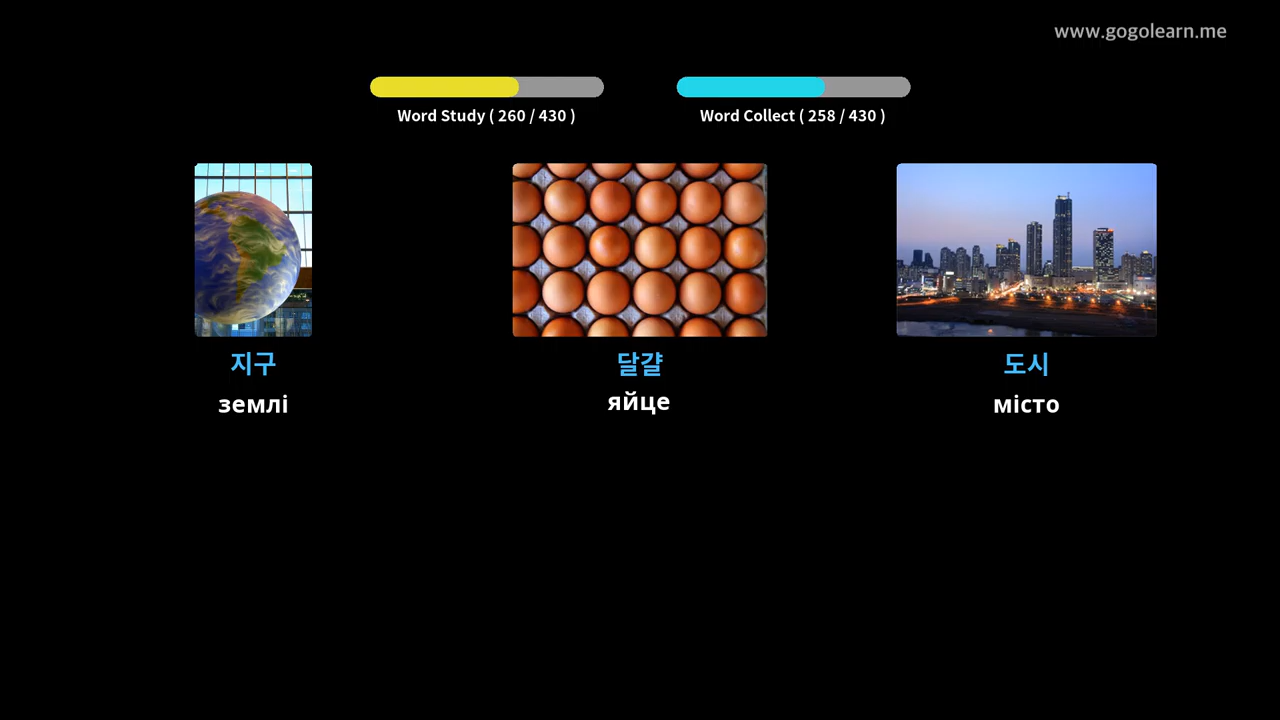 www.gogolearn.me
Word Study ( 260 / 430 )
Word Collect ( 258 / 430 )
지구
달걀
도시
землі
яйце
місто